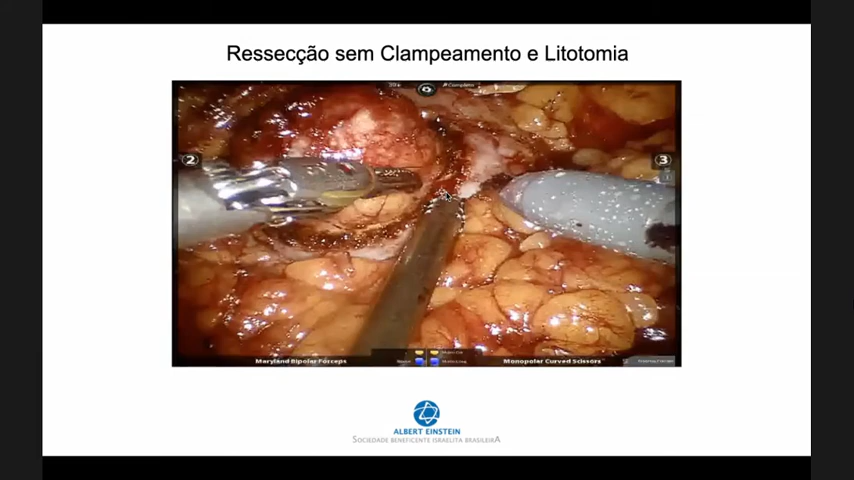 Ressecção sem Clampeamento e Litotomia
2
3
Maryland Bipolar Forceps
Monopolar Curved Scissors
ALBERT EINSTEIN
SOCIEDADE BENEFICENTE ISRAELITA BRASILEIRA